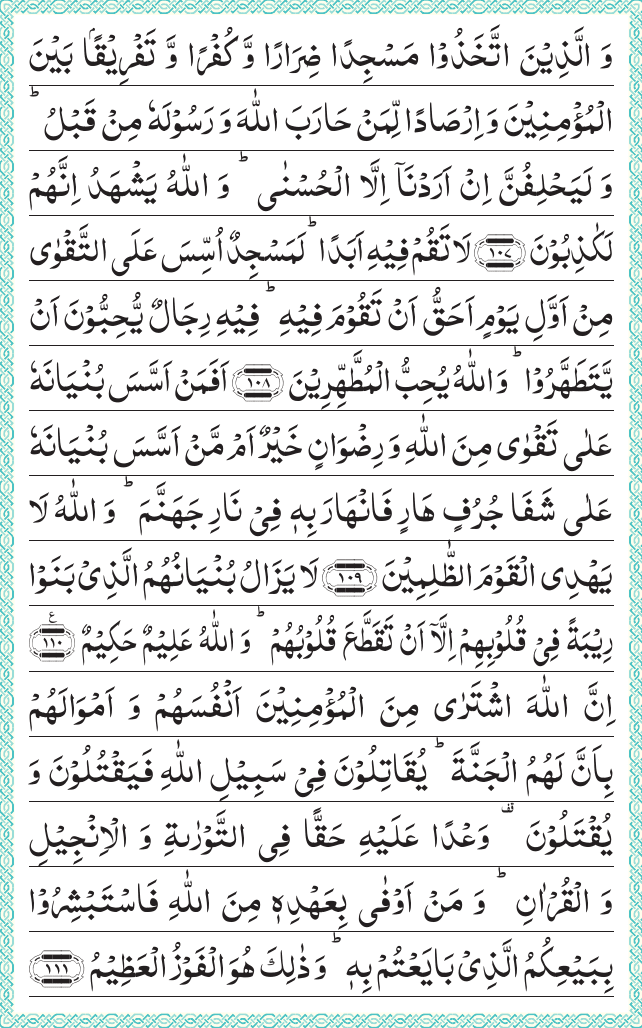 وَ الَّذِیۡنَ اتَّخَذُوۡا مَسۡجِدًا ضِرَارًا وَّ کُفۡرًا وَّ تَفۡرِیۡقًۢا بَیۡنَ
الۡمُؤۡمِنِیۡنَ وَ اِرۡصَادًا لِّمَنۡ حَارَبَ اللّٰہَ وَ رَسُوۡلَہٗ مِنۡ قَبۡلُ ؕ
وَ لَیَحۡلِفُنَّ اِنۡ اَرَدۡنَاۤ اِلَّا الۡحُسۡنٰی ؕ وَ اللّٰہُ یَشۡہَدُ اِنَّہُمۡ
لَکٰذِبُوۡنَ ﴿۱۰۷﴾ لَا تَقُمۡ فِیۡہِ اَبَدًا ؕ لَمَسۡجِدٌ اُسِّسَ عَلَی التَّقۡوٰی
مِنۡ اَوَّلِ یَوۡمٍ اَحَقُّ اَنۡ تَقُوۡمَ فِیۡہِ ؕ فِیۡہِ رِجَالٌ یُّحِبُّوۡنَ اَنۡ
یَّتَطَہَّرُوۡا ؕ وَ اللّٰہُ یُحِبُّ الۡمُطَّہِّرِیۡنَ ﴿۱۰۸﴾ اَفَمَنۡ اَسَّسَ بُنۡیَانَہٗ
عَلٰی تَقۡوٰی مِنَ اللّٰہِ وَ رِضۡوَانٍ خَیۡرٌ اَمۡ مَّنۡ اَسَّسَ بُنۡیَانَہٗ
عَلٰی شَفَا جُرُفٍ ہَارٍ فَانۡہَارَ بِہٖ فِیۡ نَارِ جَہَنَّمَ ؕ وَ اللّٰہُ لَا
یَہۡدِی الۡقَوۡمَ الظّٰلِمِیۡنَ ﴿۱۰۹﴾ لَا یَزَالُ بُنۡیَانُہُمُ الَّذِیۡ بَنَوۡا
رِیۡبَۃً فِیۡ قُلُوۡبِہِمۡ اِلَّاۤ اَنۡ تَقَطَّعَ قُلُوۡبُہُمۡ ؕ وَ اللّٰہُ عَلِیۡمٌ حَکِیۡمٌ ﴿۱۱۰﴾ ع
اِنَّ اللّٰہَ اشۡتَرٰی مِنَ الۡمُؤۡمِنِیۡنَ اَنۡفُسَہُمۡ وَ اَمۡوَالَہُمۡ
بِاَنَّ لَہُمُ الۡجَنَّۃَ ؕ یُقَاتِلُوۡنَ فِیۡ سَبِیۡلِ اللّٰہِ فَیَقۡتُلُوۡنَ وَ
یُقۡتَلُوۡنَ ۟ وَعۡدًا عَلَیۡہِ حَقًّا فِی التَّوۡرٰىۃِ وَ الۡاِنۡجِیۡلِ
وَ الۡقُرۡاٰنِ ؕ وَ مَنۡ اَوۡفٰی بِعَہۡدِہٖ مِنَ اللّٰہِ فَاسۡتَبۡشِرُوۡا
بِبَیۡعِکُمُ الَّذِیۡ بَایَعۡتُمۡ بِہٖ ؕ وَ ذٰلِکَ ہُوَ الۡفَوۡزُ الۡعَظِیۡمُ ﴿۱۱۱﴾